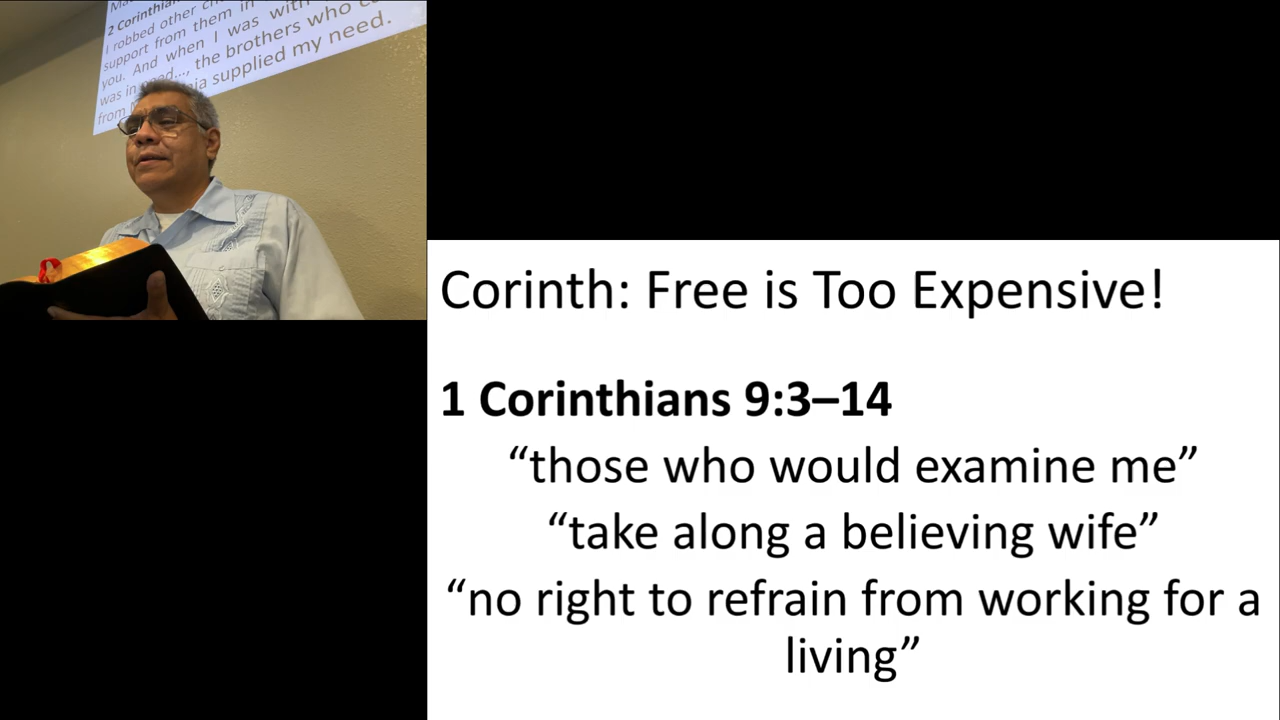 2 Corinthian
I robbed other ch
support from them in
you. And when I was with
was in need..., the brothers who c
from supplied my need.
Corinth: Free is Too Expensive!
1 Corinthians 9:3–14
“those who would examine me”
“take along a believing wife”
“no right to refrain from working for a
living”